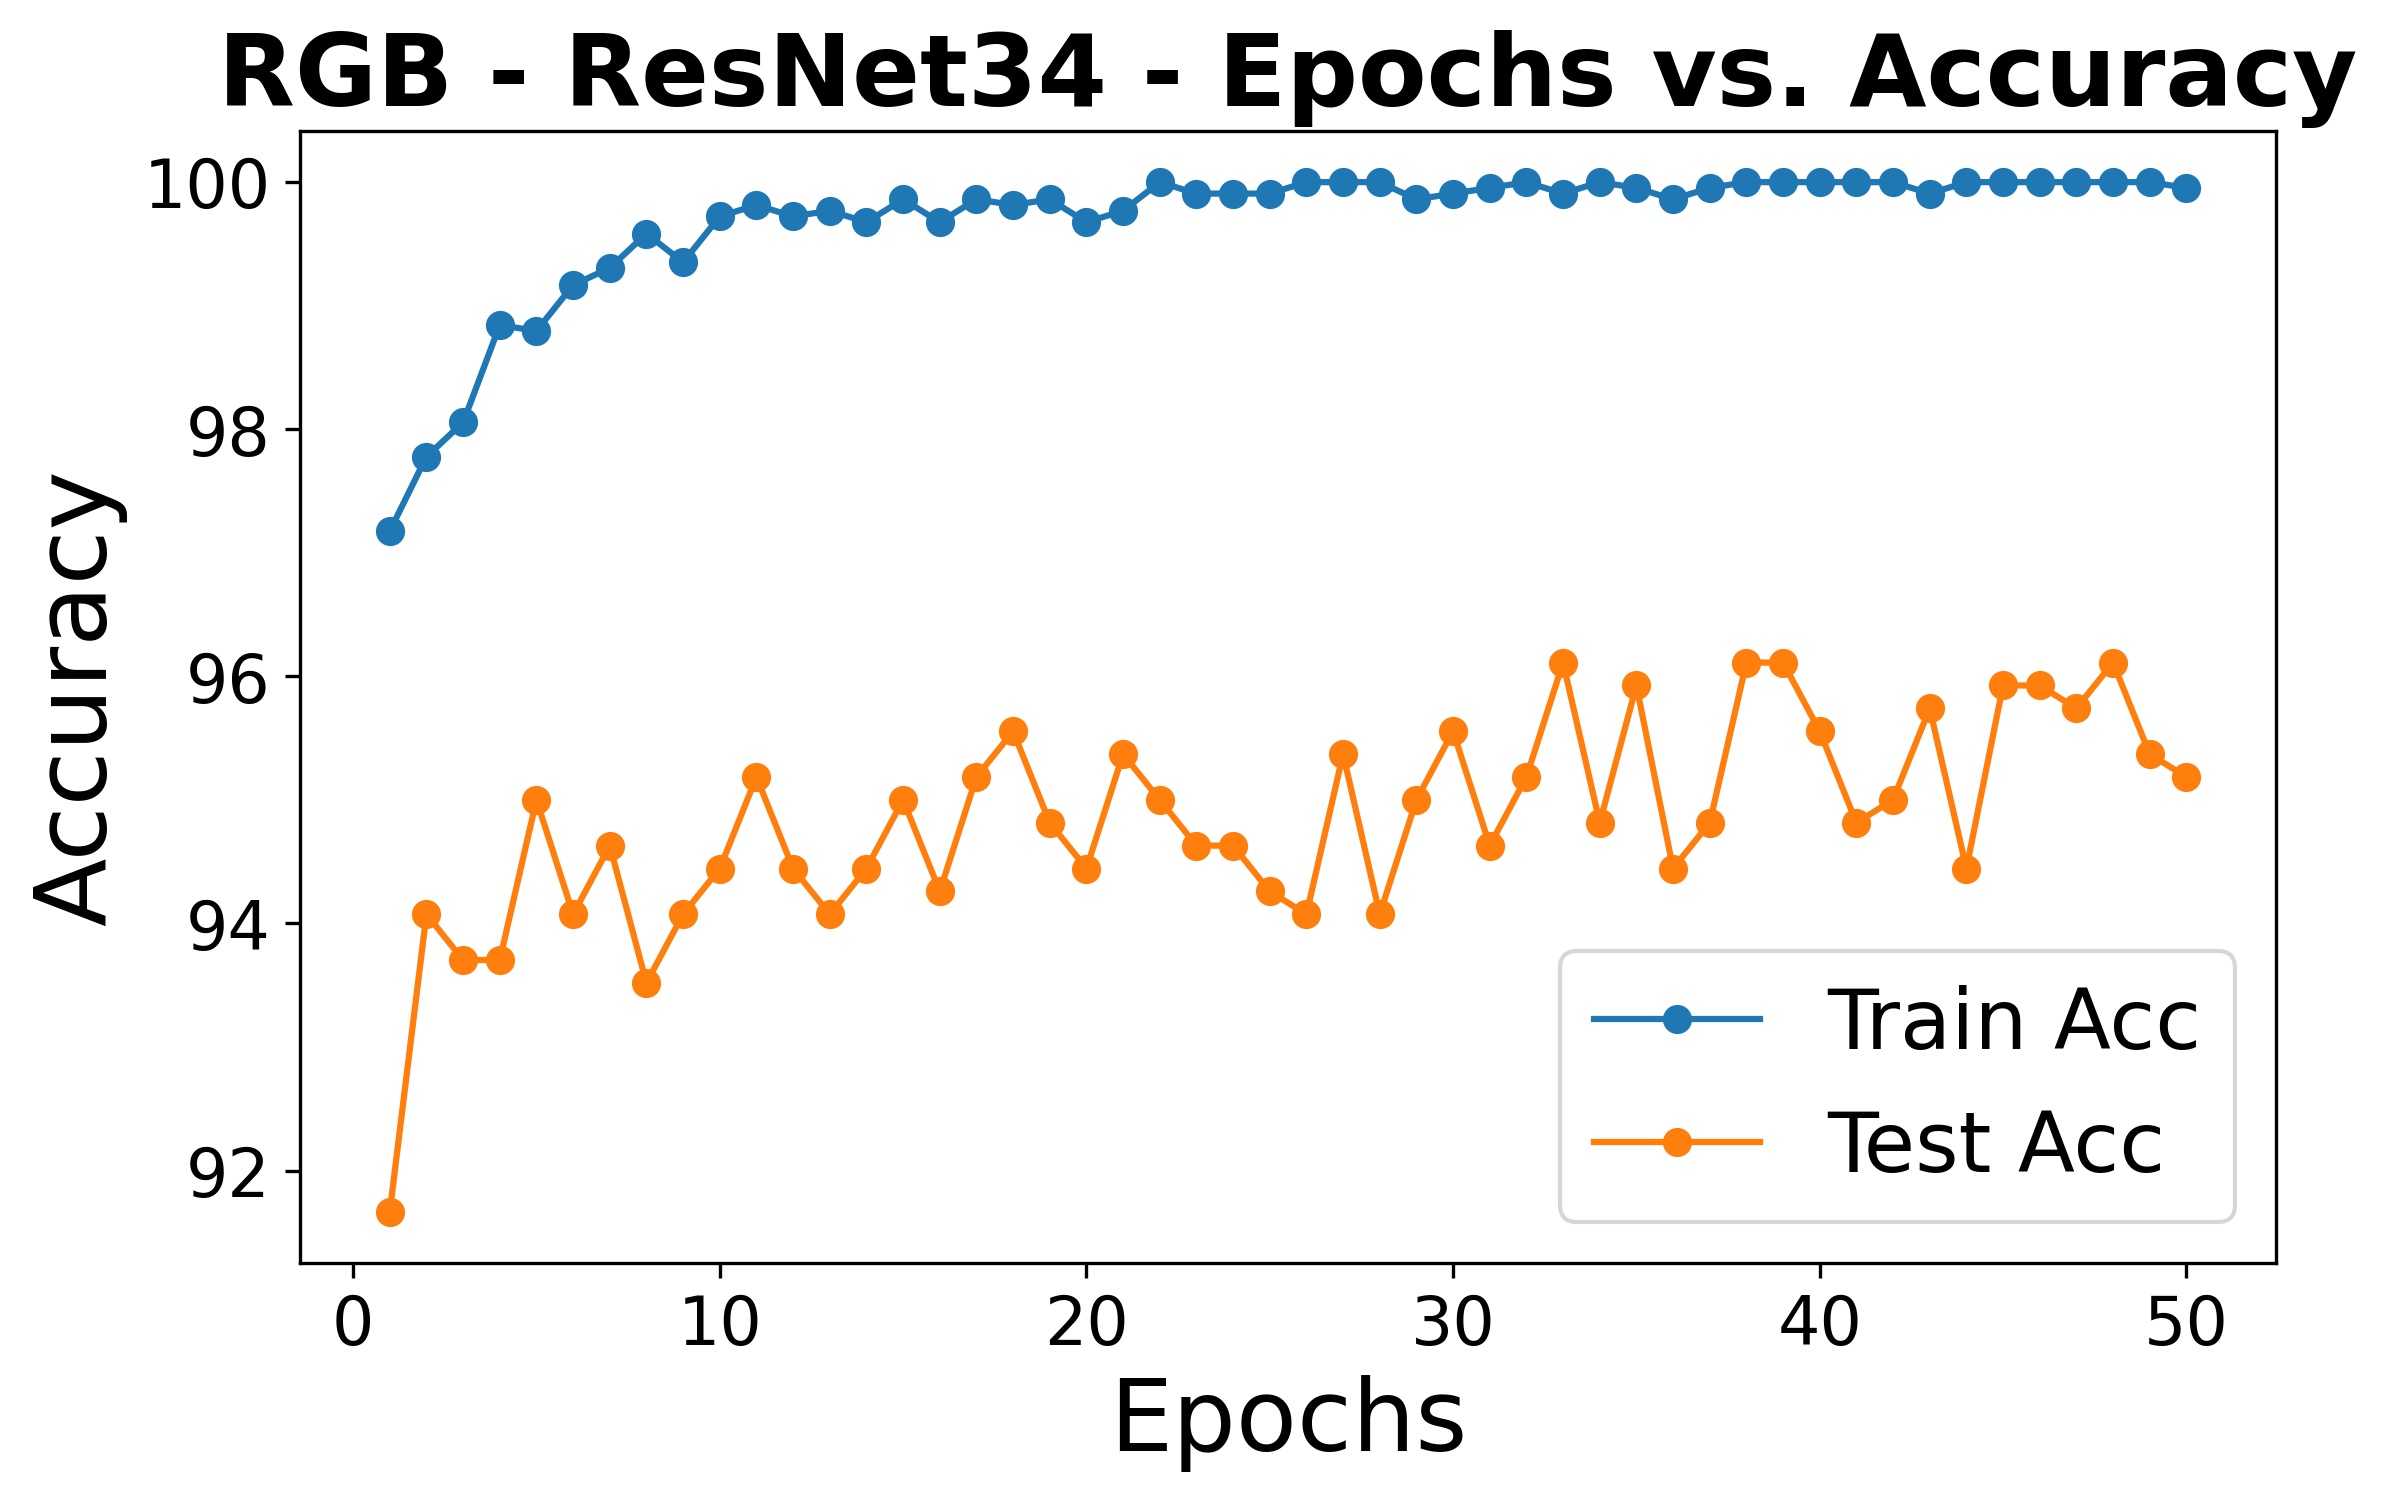 RGB - ResNet34 - Epochs vs. Accuracy
100
98
96
94
92
Accuracy
Train Acc
Test Acc
0 10 20 30 40 50
Epochs